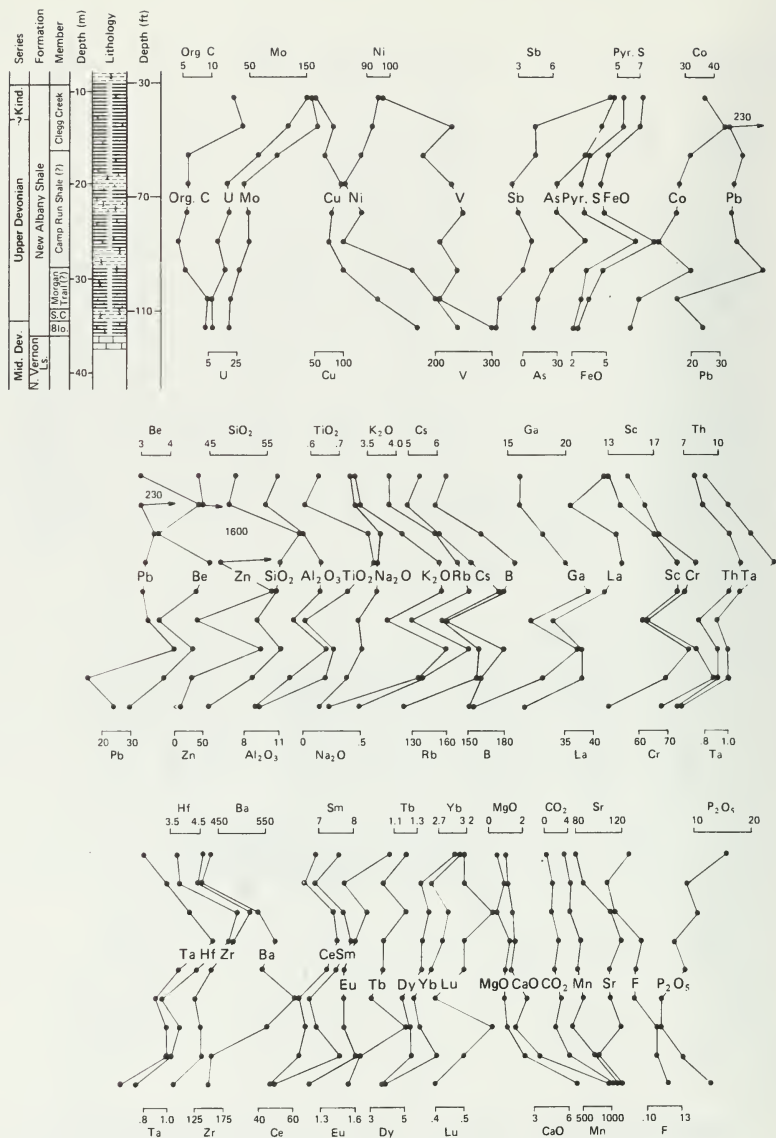 Series
Formation
Member
Depth (m)
Lithology
Depth (ft)
Kind.
?
Upper Devonian
Mid. Dev.
New Albany Shale
N. Vernon Ls.
Clegg Creek
Camp Run Shale (?)
Morgan Trail (?)
S.C
Blo.
-10
-20
-30
-40
-30
-70
-110
Org C Mo Ni Sb Pyr. S Co
5 10 50 150 90 100 3 6 5 7 30 40
230
Org. C U Mo Cu Ni V Sb As Pyr. S FeO Co Pb
5 25 50 100 200 300 0 30 2 5 20 30
U Cu V As FeO Pb
Be SiO2 TiO2 K2O Cs Ga Sc Th
3 4 45 55 .6 .7 3.5 4.0 5 6 15 20 13 17 7 10
230
1600
Pb Be Zn SiO2 Al2O3 TiO2 Na2O K2O Rb Cs B Ga La Sc Cr Th Ta
20 30 0 50 8 11 0 .5 130 160 150 180 35 40 60 70 .8 1.0
Pb Zn Al2O3 Na2O Rb B La Cr Ta
Hf Ba Sm Tb Yb MgO CO2 Sr P2O5
3.5 4.5 450 550 7 8 1.1 1.3 2.7 3.2 0 2 0 4 80 120 10 20
Ta Hf Zr Ba Ce Sm Eu Tb Dy Yb Lu MgO CaO CO2 Mn Sr F P2O5
.8 1.0 125 175 40 60 1.3 1.6 3 5 .4 .5 3 6 500 1000 .10 13
Ta Zr Ce Eu Dy Lu CaO Mn F